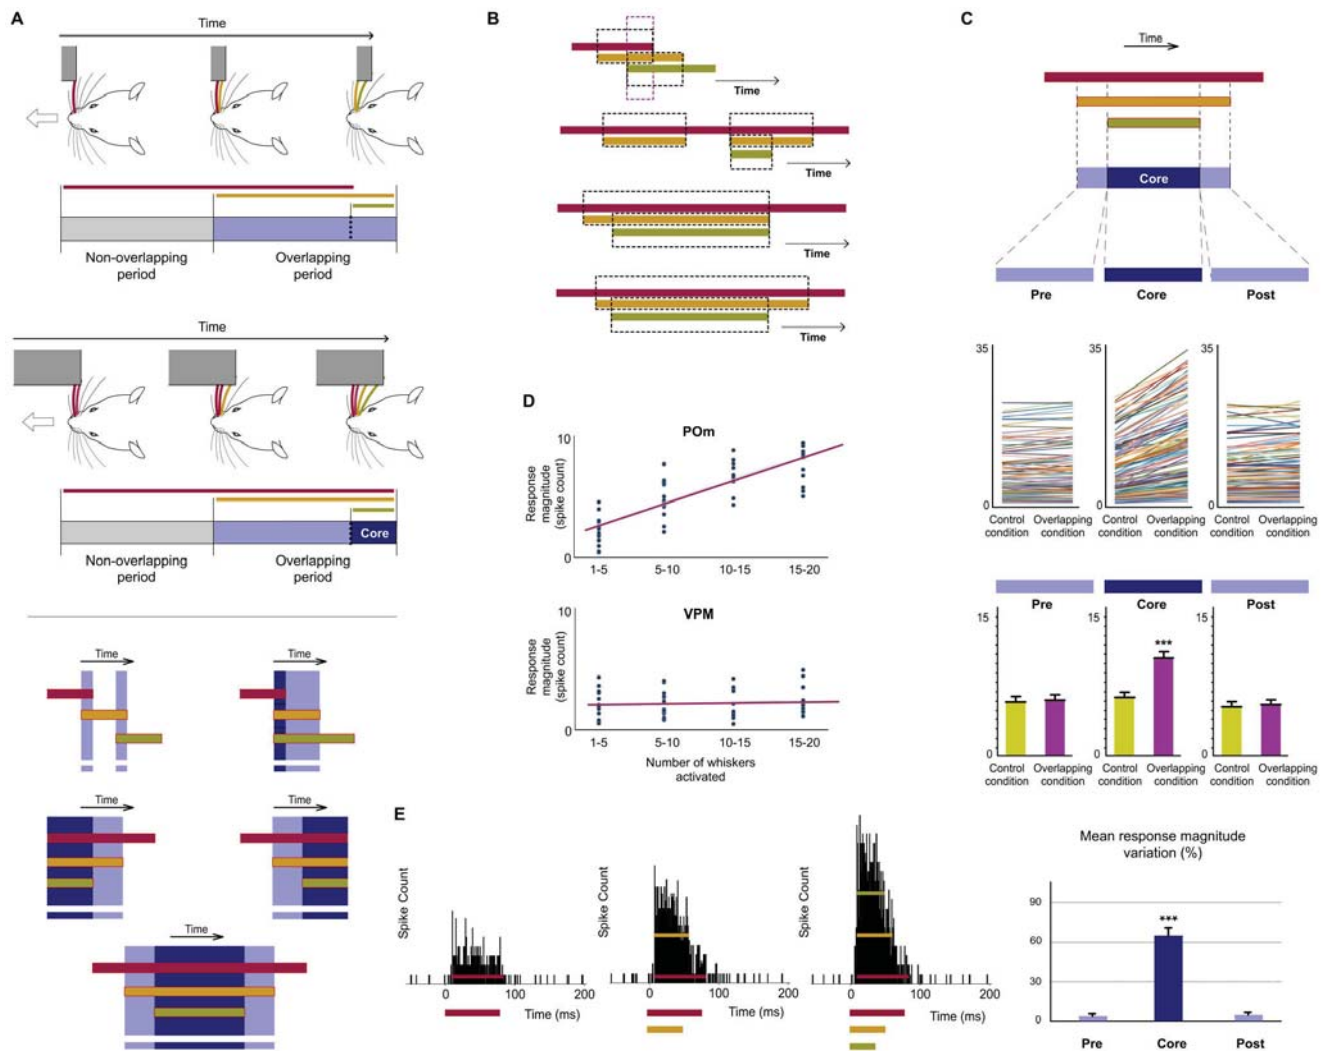 A
Time
Non-overlapping
period
Overlapping
period
Time
Core
Non-overlapping
period
Overlapping
period
Time
Time
Time
Time
Time
B
Time
Time
Time
Time
C
Time
Core
Pre
Core
Post
35
0
Control
condition
Overlapping
condition
35
0
Control
condition
Overlapping
condition
35
0
Control
condition
Overlapping
condition
Pre
Core
Post
15
0
Control
condition
Overlapping
condition
15
***
0
Control
condition
Overlapping
condition
15
0
Control
condition
Overlapping
condition
Mean response magnitude
variation (%)
90
60
30
0
***
Pre
Core
Post
D
POm
Response
magnitude
(spike count)
10
0
1-5
5-10
10-15
15-20
VPM
Response
magnitude
(spike count)
10
0
1-5
5-10
10-15
15-20
Number of whiskers
activated
E
Spike Count
0
100
200
Time (ms)
Spike Count
0
100
200
Time (ms)
Spike Count
0
100
200
Time (ms)